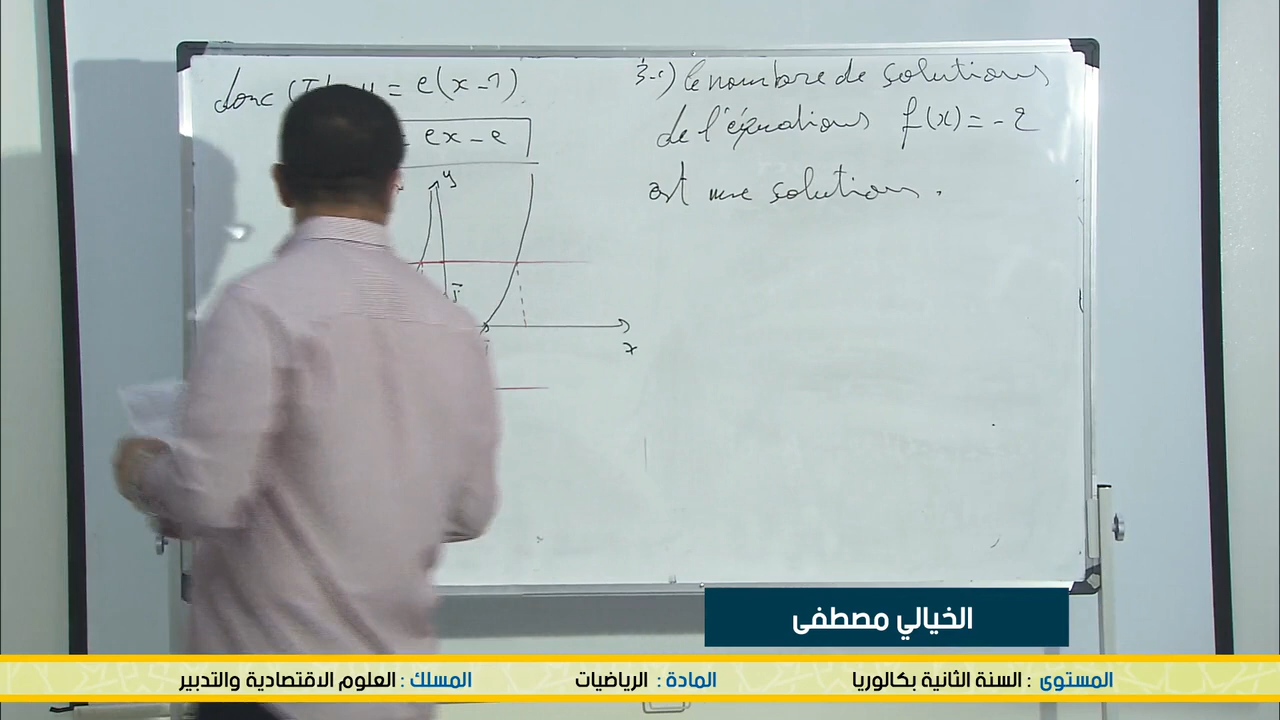 donc (T) y = e(x-1)
= ex - e
y
j
x
3-c) le nombre de solutions
de l'équations f(x) = -2
est une solution.
الخيالي مصطفى
المستوى : السنة الثانية بكالوريا المادة : الرياضيات المسلك : العلوم الاقتصادية والتدبير